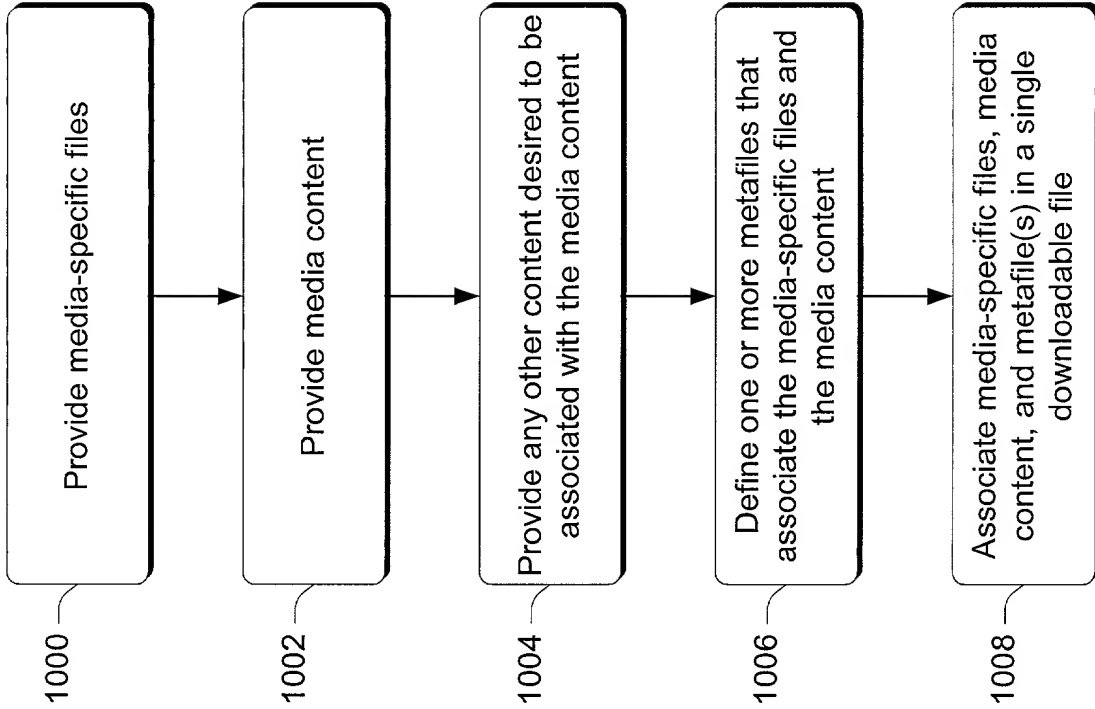 1000
Provide media-specific files
1002
Provide media content
1004
Provide any other content desired to be
associated with the media content
1006
Define one or more metafiles that
associate the media-specific files and
the media content
1008
Associate media-specific files, media
content, and metafile(s) in a single
downloadable file